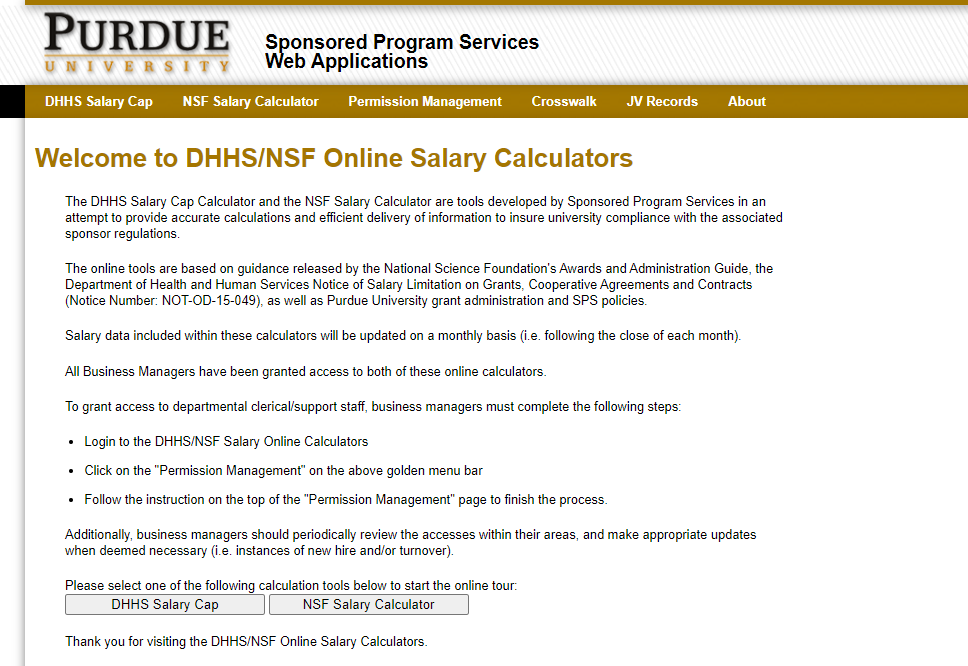 PURDUE
UNIVERSITY
Sponsored Program Services
Web Applications
DHHS Salary Cap NSF Salary Calculator Permission Management Crosswalk JV Records About
Welcome to DHHS/NSF Online Salary Calculators
The DHHS Salary Cap Calculator and the NSF Salary Calculator are tools developed by Sponsored Program Services in an
attempt to provide accurate calculations and efficient delivery of information to insure university compliance with the associated
sponsor regulations.
The online tools are based on guidance released by the National Science Foundation's Awards and Administration Guide, the
Department of Health and Human Services Notice of Salary Limitation on Grants, Cooperative Agreements and Contracts
(Notice Number: NOT-OD-15-049), as well as Purdue University grant administration and SPS policies.
Salary data included within these calculators will be updated on a monthly basis (i.e. following the close of each month).
All Business Managers have been granted access to both of these online calculators.
To grant access to departmental clerical/support staff, business managers must complete the following steps:
• Login to the DHHS/NSF Salary Online Calculators
• Click on the "Permission Management" on the above golden menu bar
• Follow the instruction on the top of the "Permission Management" page to finish the process.
Additionally, business managers should periodically review the accesses within their areas, and make appropriate updates
when deemed necessary (i.e. instances of new hire and/or turnover).
Please select one of the following calculation tools below to start the online tour:
DHHS Salary Cap NSF Salary Calculator
Thank you for visiting the DHHS/NSF Online Salary Calculators.